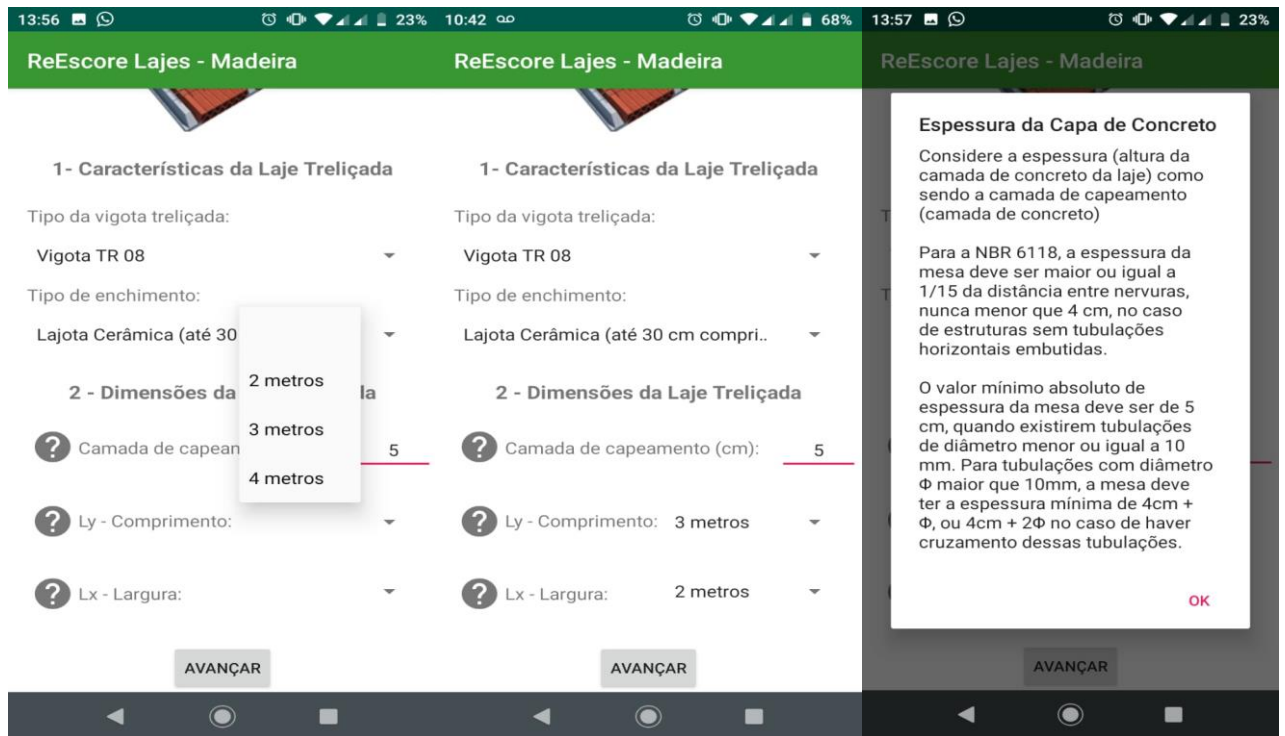 13:56 23%
ReEscore Lajes - Madeira
1- Características da Laje Treliçada
Tipo da vigota treliçada:
Vigota TR 08
Tipo de enchimento:
Lajota Cerâmica (até 30
2 metros
3 metros
4 metros
2 - Dimensões da
da
Camada de capean
5
Ly - Comprimento:
Lx - Largura:
AVANÇAR
10:42 68%
ReEscore Lajes - Madeira
1- Características da Laje Treliçada
Tipo da vigota treliçada:
Vigota TR 08
Tipo de enchimento:
Lajota Cerâmica (até 30 cm compri..
2 - Dimensões da Laje Treliçada
Camada de capeamento (cm): 5
Ly - Comprimento: 3 metros
Lx - Largura: 2 metros
AVANÇAR
13:57 23%
ReEscore Lajes - Madeira
Espessura da Capa de Concreto
Considere a espessura (altura da
camada de concreto da laje) como
sendo a camada de capeamento
(camada de concreto)
Para a NBR 6118, a espessura da
mesa deve ser maior ou igual a
1/15 da distância entre nervuras,
nunca menor que 4 cm, no caso
de estruturas sem tubulações
horizontais embutidas.
O valor mínimo absoluto de
espessura da mesa deve ser de 5
cm, quando existirem tubulações
de diâmetro menor ou igual a 10
mm. Para tubulações com diâmetro
Φ maior que 10mm, a mesa deve
ter a espessura mínima de 4cm +
Φ, ou 4cm + 2Φ no caso de haver
cruzamento dessas tubulações.
OK
AVANÇAR